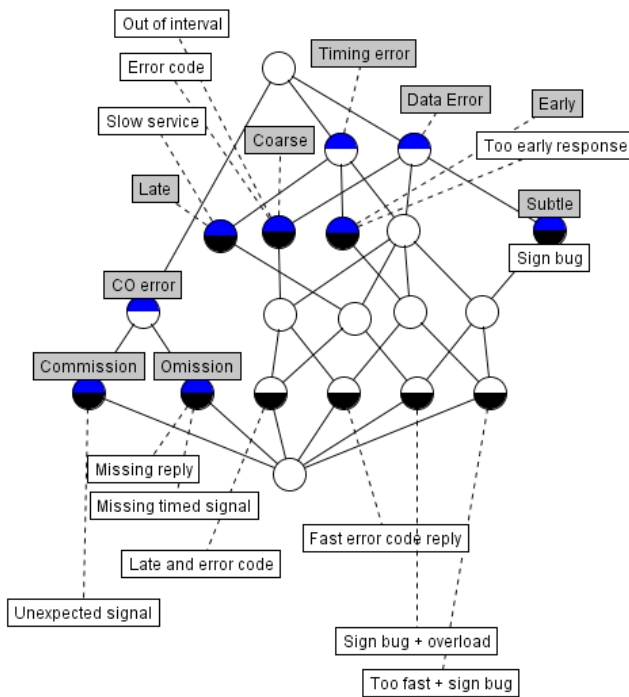 Out of interval
Timing error
Error code
Data Error
Early
Slow service
Coarse
Too early response
Late
Subtle
Sign bug
CO error
Commission
Omission
Missing reply
Missing timed signal
Fast error code reply
Late and error code
Unexpected signal
Sign bug + overload
Too fast + sign bug